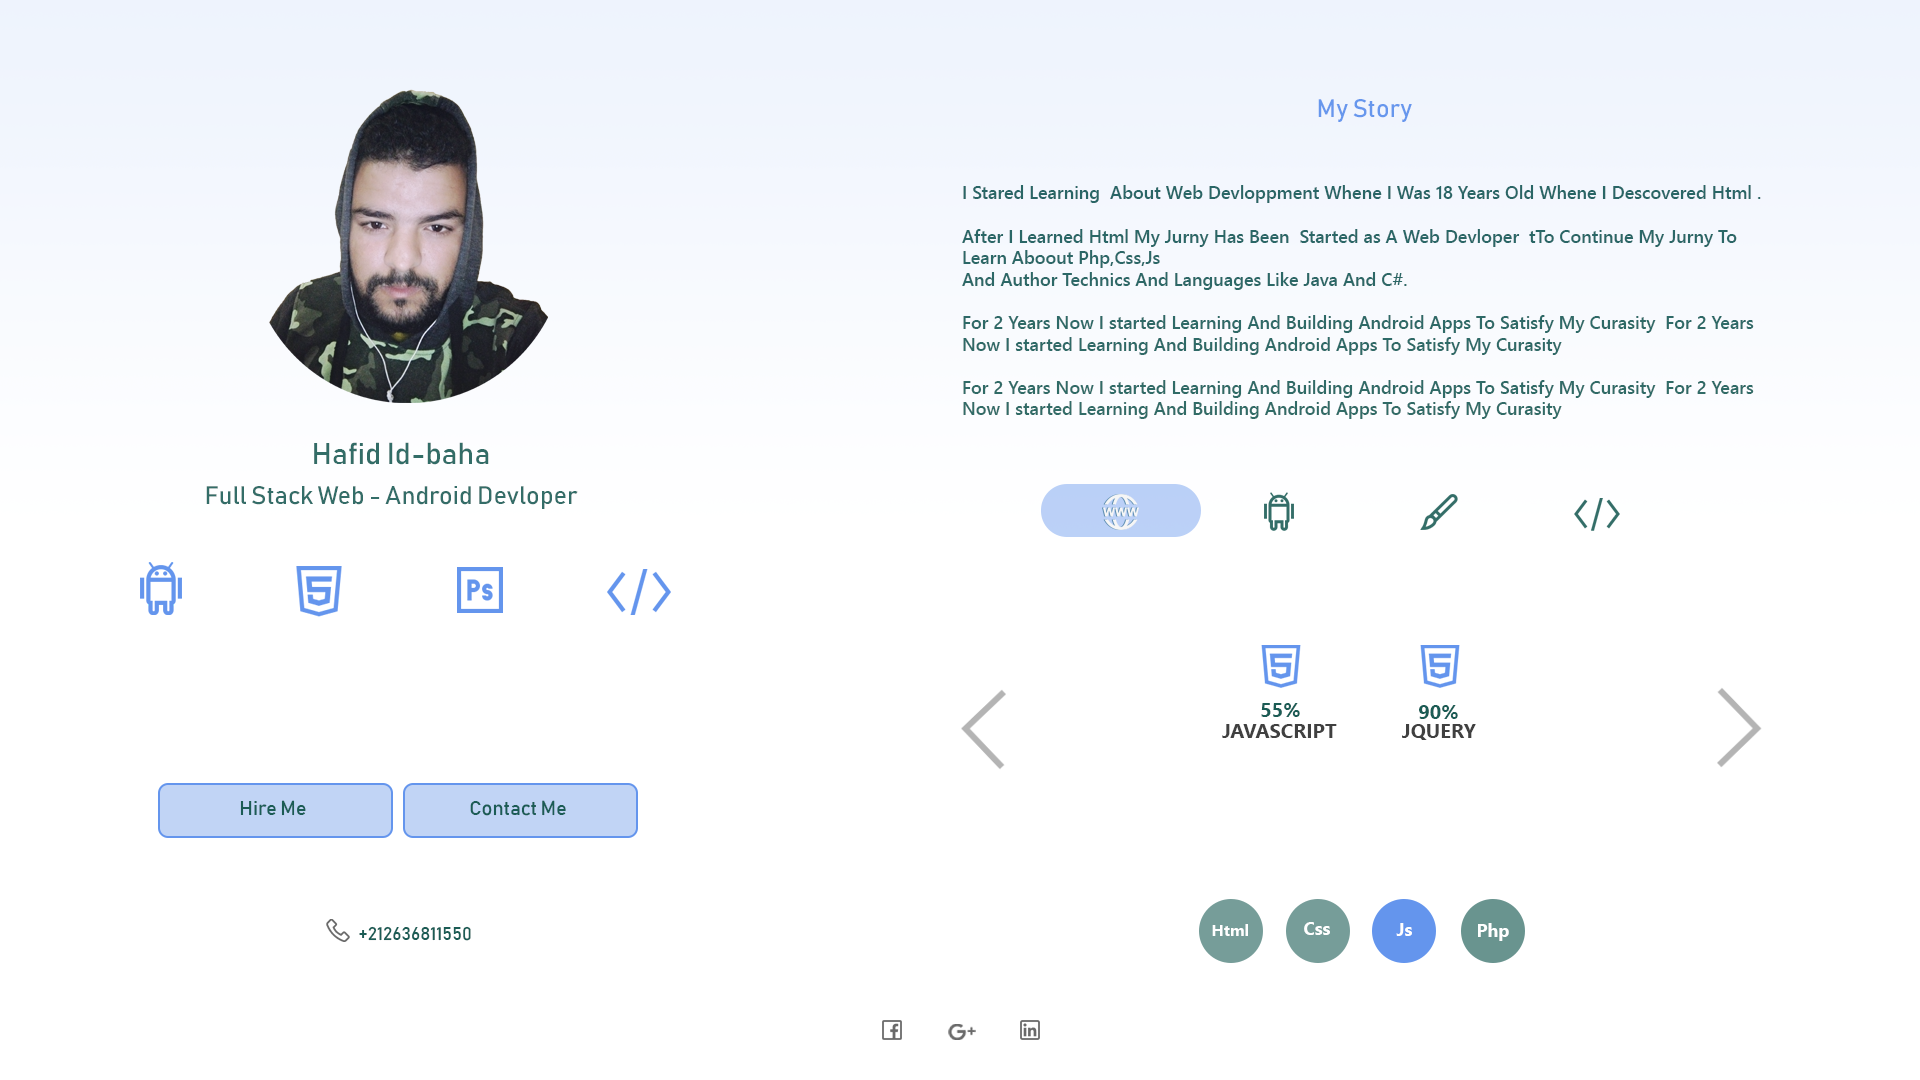 My Story
I Stared Learning  About Web Devloppment Whene I Was 18 Years Old Whene I Descovered Html .
After I Learned Html My Jurny Has Been  Started as A Web Devloper  tTo Continue My Jurny To
Learn Aboout Php,Css,Js
And Author Technics And Languages Like Java And C#.
For 2 Years Now I started Learning And Building Android Apps To Satisfy My Curasity  For 2 Years
Now I started Learning And Building Android Apps To Satisfy My Curasity
For 2 Years Now I started Learning And Building Android Apps To Satisfy My Curasity  For 2 Years
Now I started Learning And Building Android Apps To Satisfy My Curasity
Hafid Id-baha
Full Stack Web - Android Devloper
www
Ps
55%
JAVASCRIPT
90%
JQUERY
Hire Me
Contact Me
+212636811550
Html
Css
Js
Php
G+
in